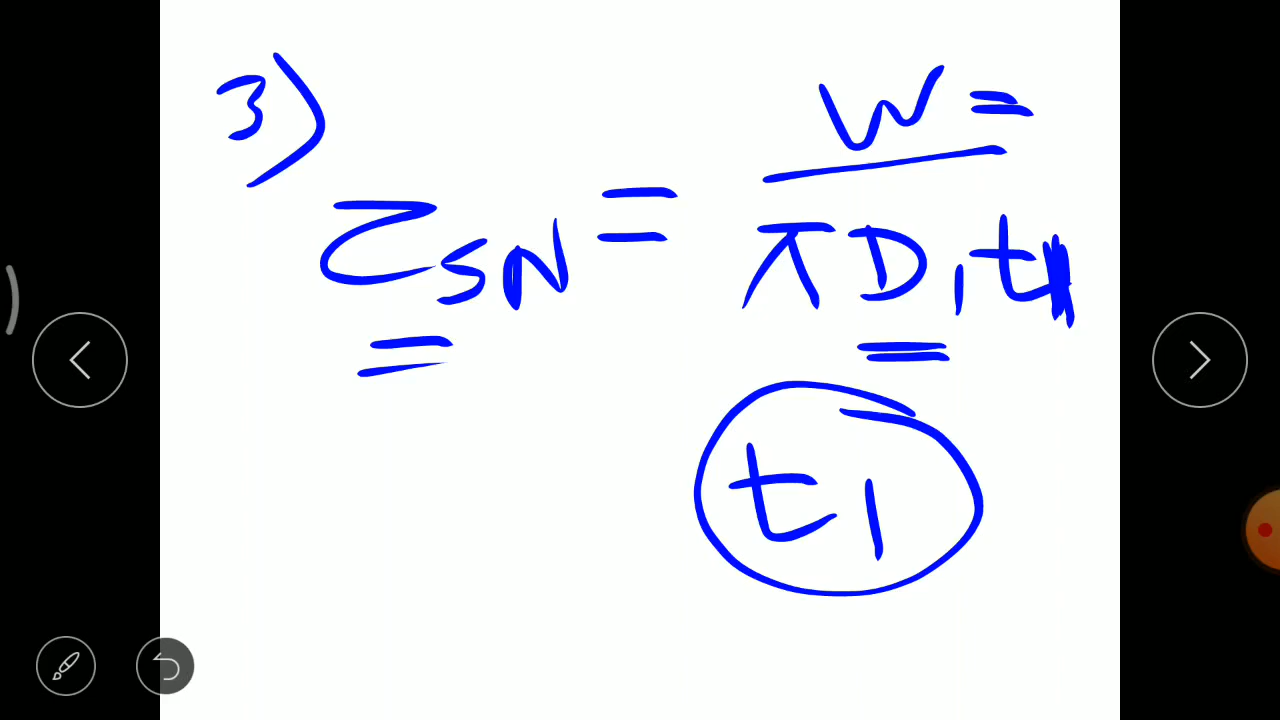 3)
τSN = W =
πD1t1
t1